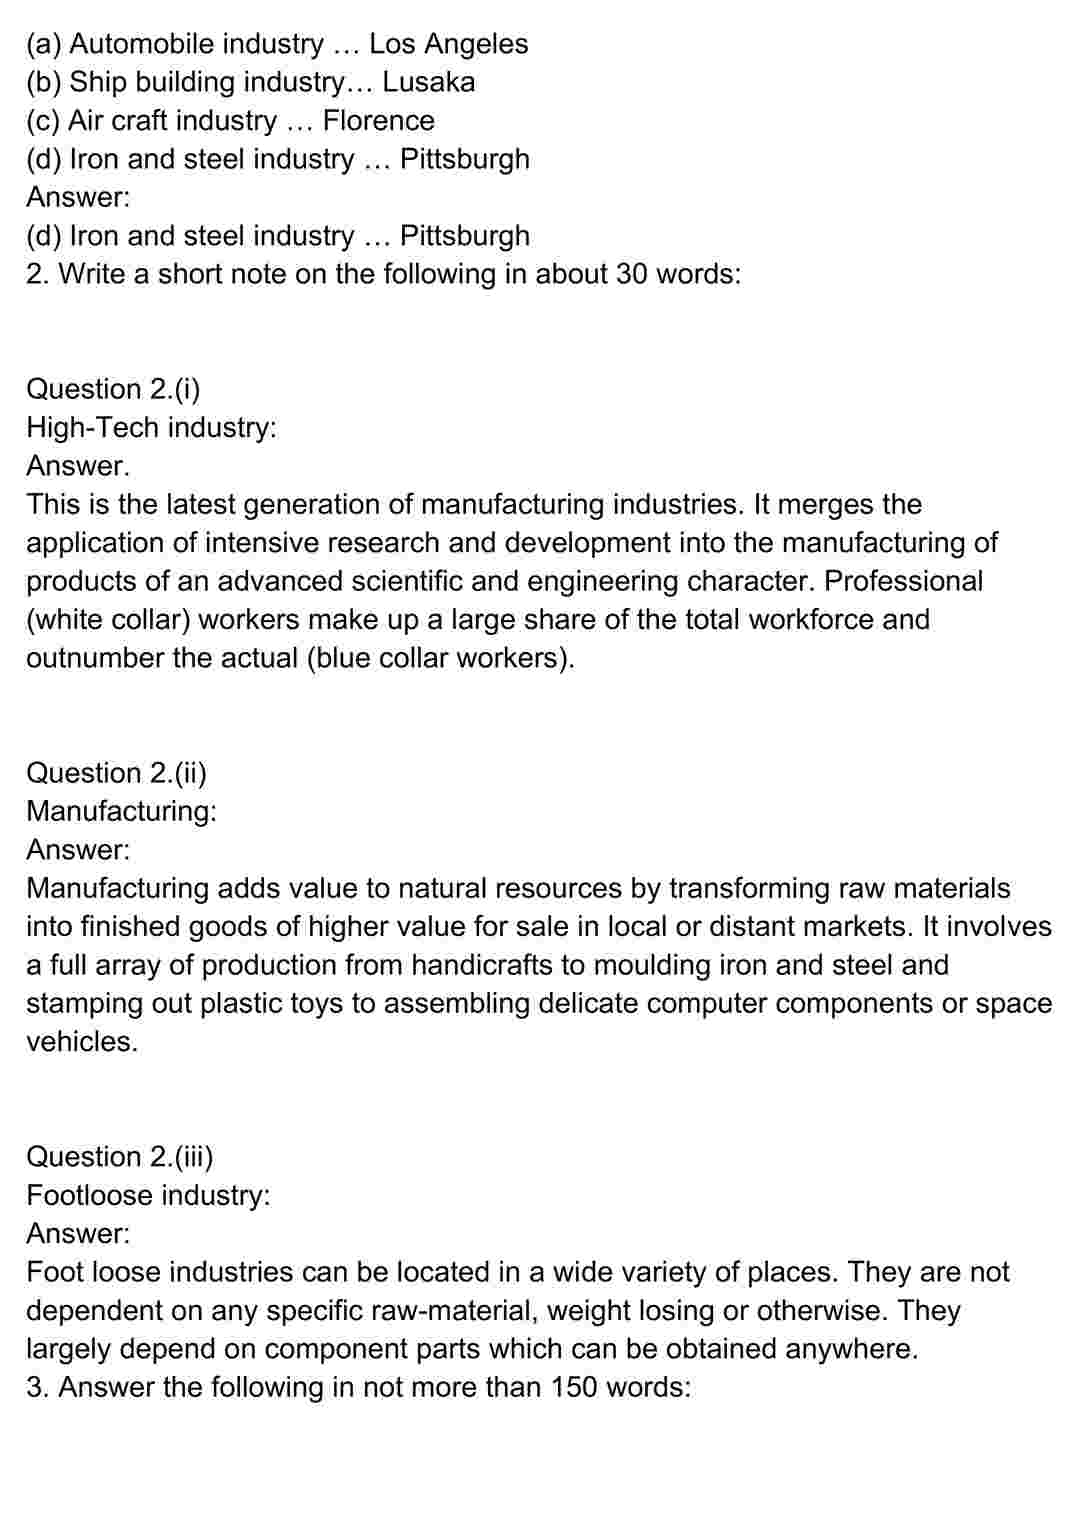 (a) Automobile industry … Los Angeles
(b) Ship building industry… Lusaka
(c) Air craft industry … Florence
(d) Iron and steel industry … Pittsburgh
Answer:
(d) Iron and steel industry … Pittsburgh
2. Write a short note on the following in about 30 words:
Question 2.(i)
High-Tech industry:
Answer.
This is the latest generation of manufacturing industries. It merges the
application of intensive research and development into the manufacturing of
products of an advanced scientific and engineering character. Professional
(white collar) workers make up a large share of the total workforce and
outnumber the actual (blue collar workers).
Question 2.(ii)
Manufacturing:
Answer:
Manufacturing adds value to natural resources by transforming raw materials
into finished goods of higher value for sale in local or distant markets. It involves
a full array of production from handicrafts to moulding iron and steel and
stamping out plastic toys to assembling delicate computer components or space
vehicles.
Question 2.(iii)
Footloose industry:
Answer:
Foot loose industries can be located in a wide variety of places. They are not
dependent on any specific raw-material, weight losing or otherwise. They
largely depend on component parts which can be obtained anywhere.
3. Answer the following in not more than 150 words: